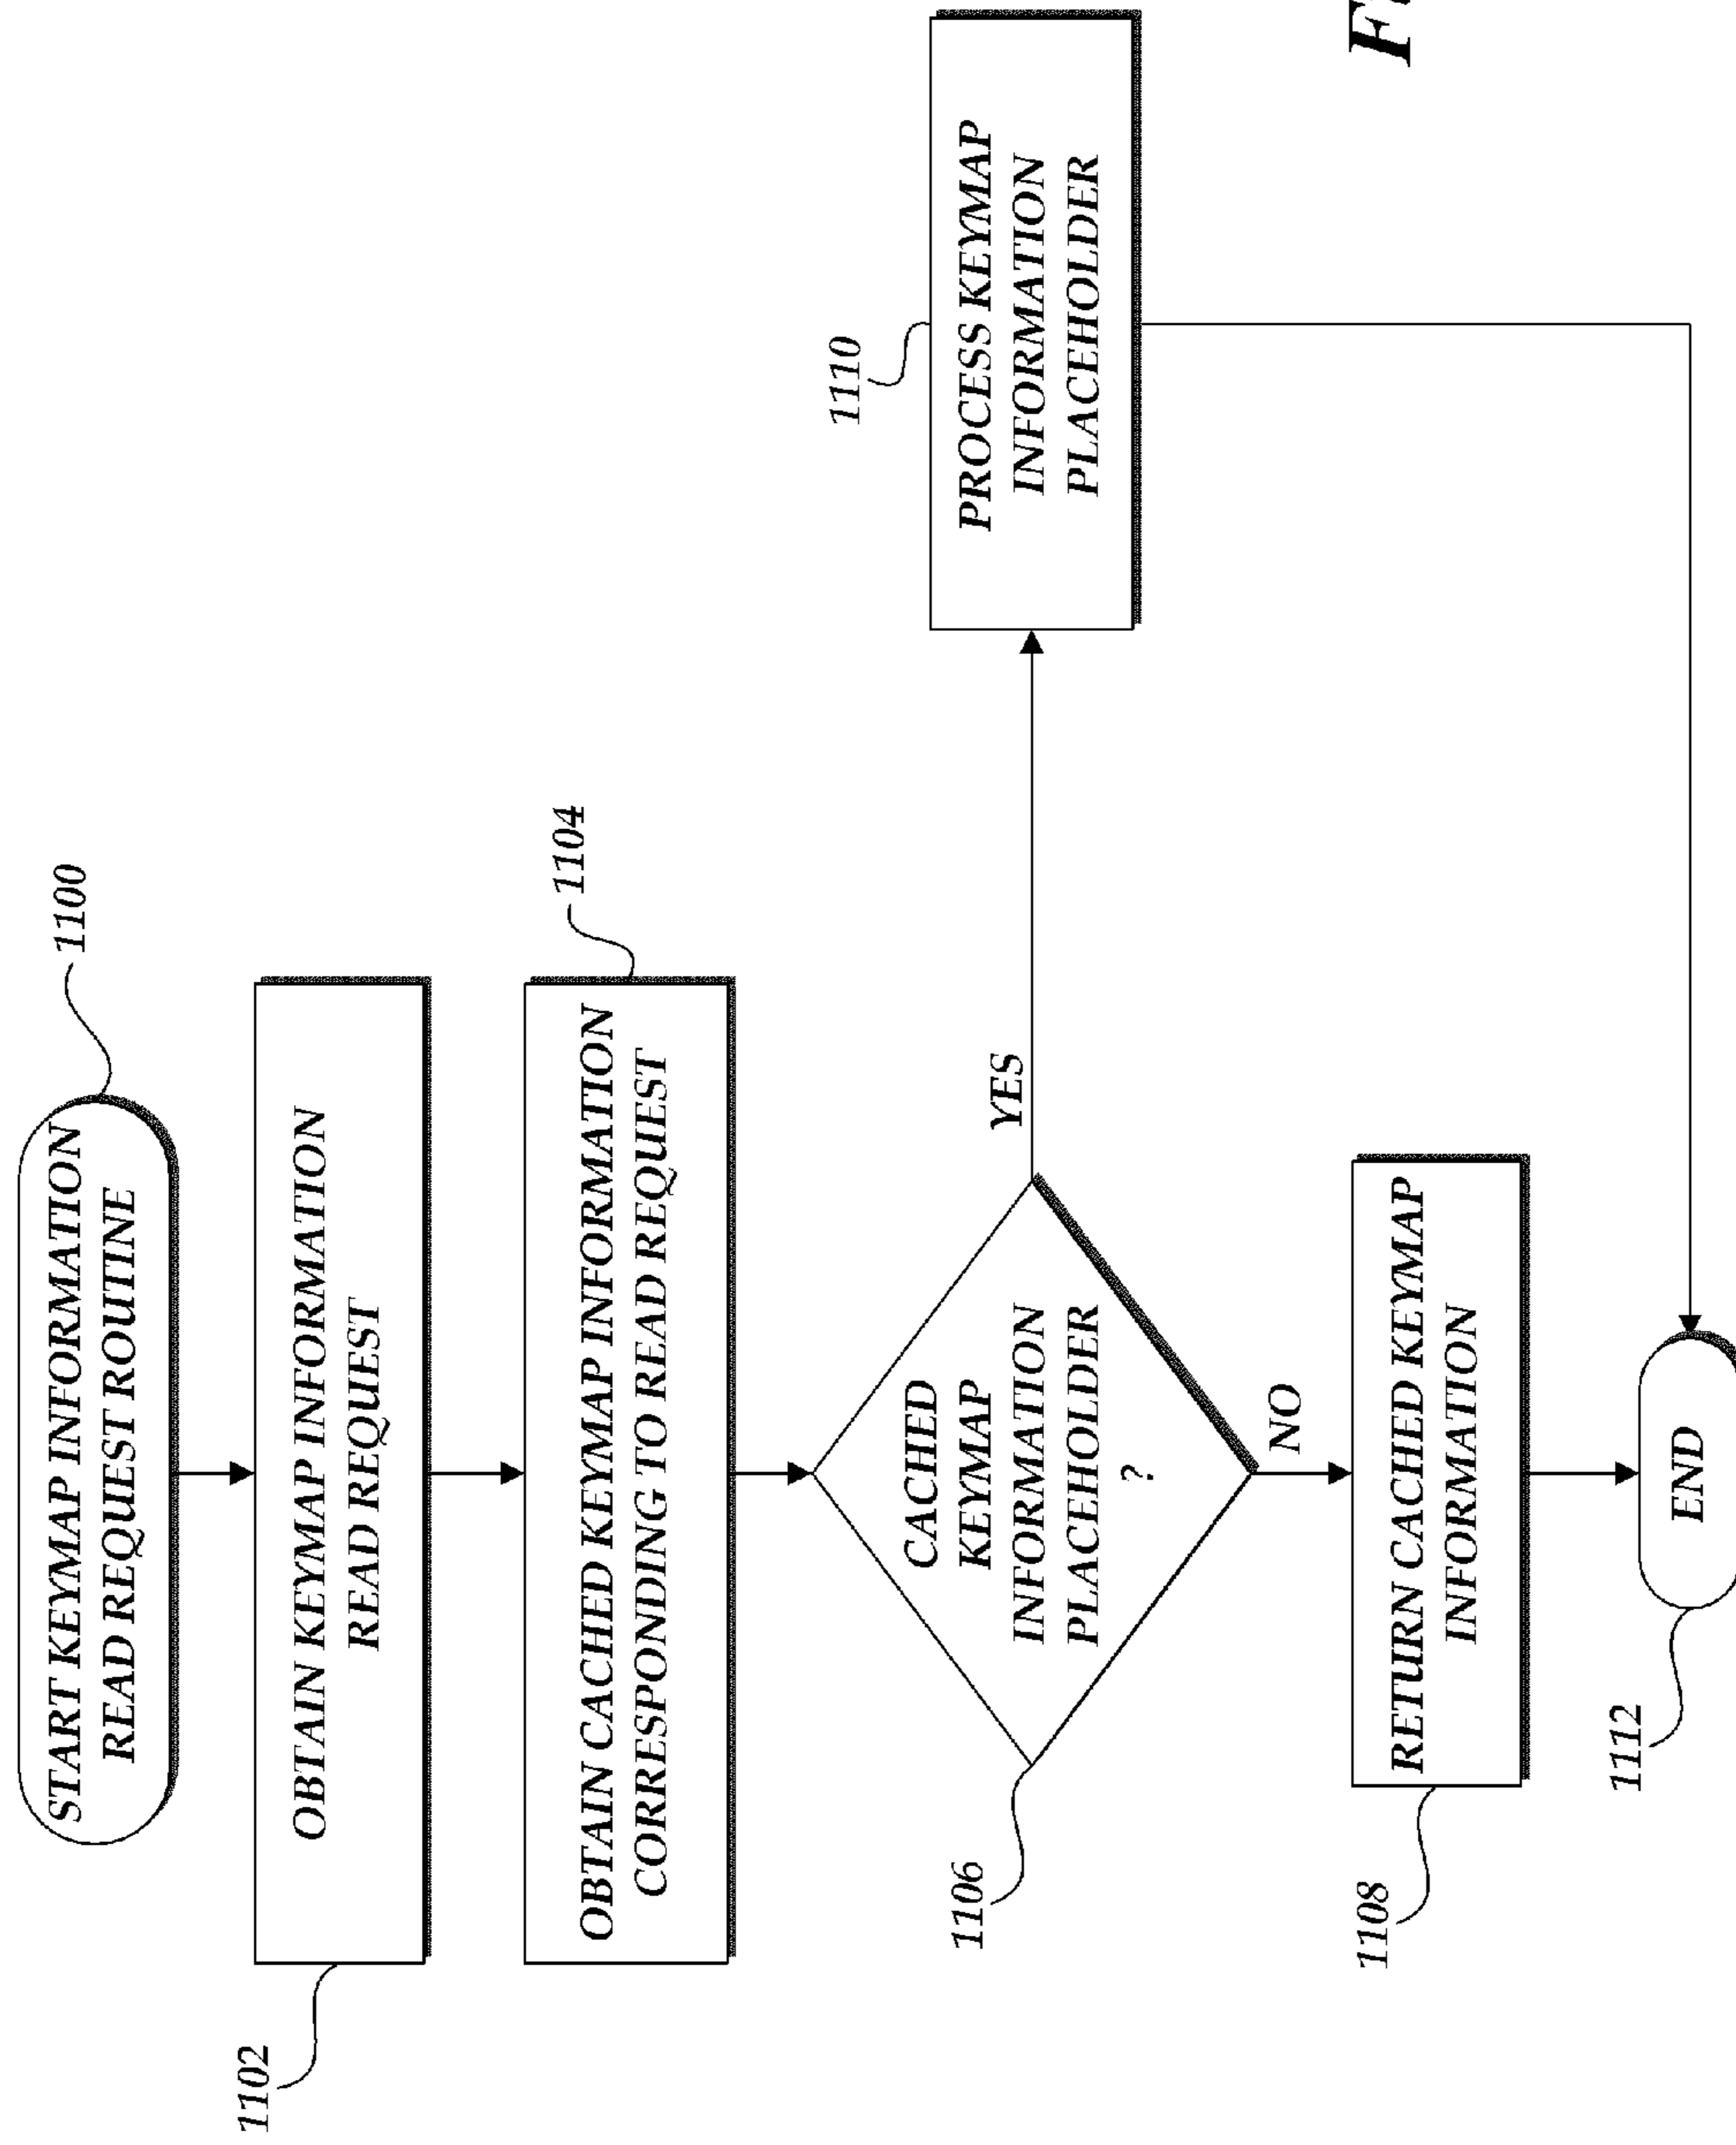 1100
START KEYMAP INFORMATION
READ REQUEST ROUTINE
1102
OBTAIN KEYMAP INFORMATION
READ REQUEST
1104
OBTAIN CACHED KEYMAP INFORMATION
CORRESPONDING TO READ REQUEST
1106
CACHED
KEYMAP
INFORMATION
PLACEHOLDER
?
YES
1110
PROCESS KEYMAP
INFORMATION
PLACEHOLDER
NO
1108
RETURN CACHED KEYMAP
INFORMATION
1112
END